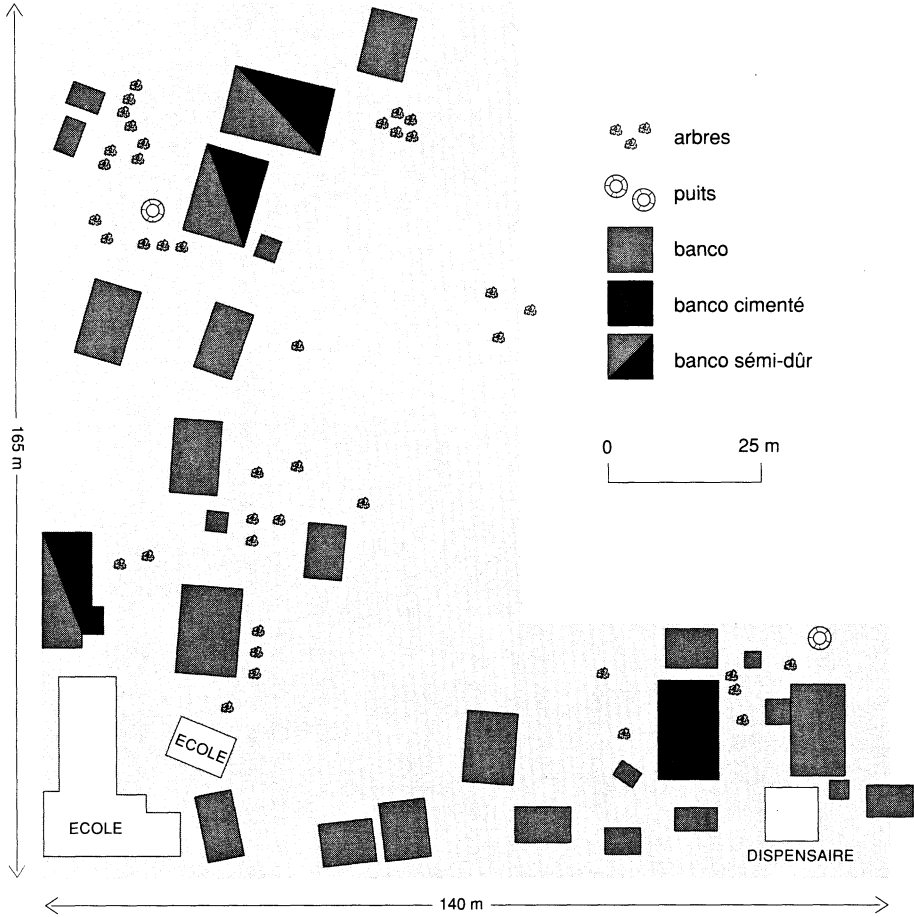 arbres
puits
banco
banco cimenté
banco sémi-dûr
0 25 m
165 m
ECOLE
ECOLE
DISPENSAIRE
140 m